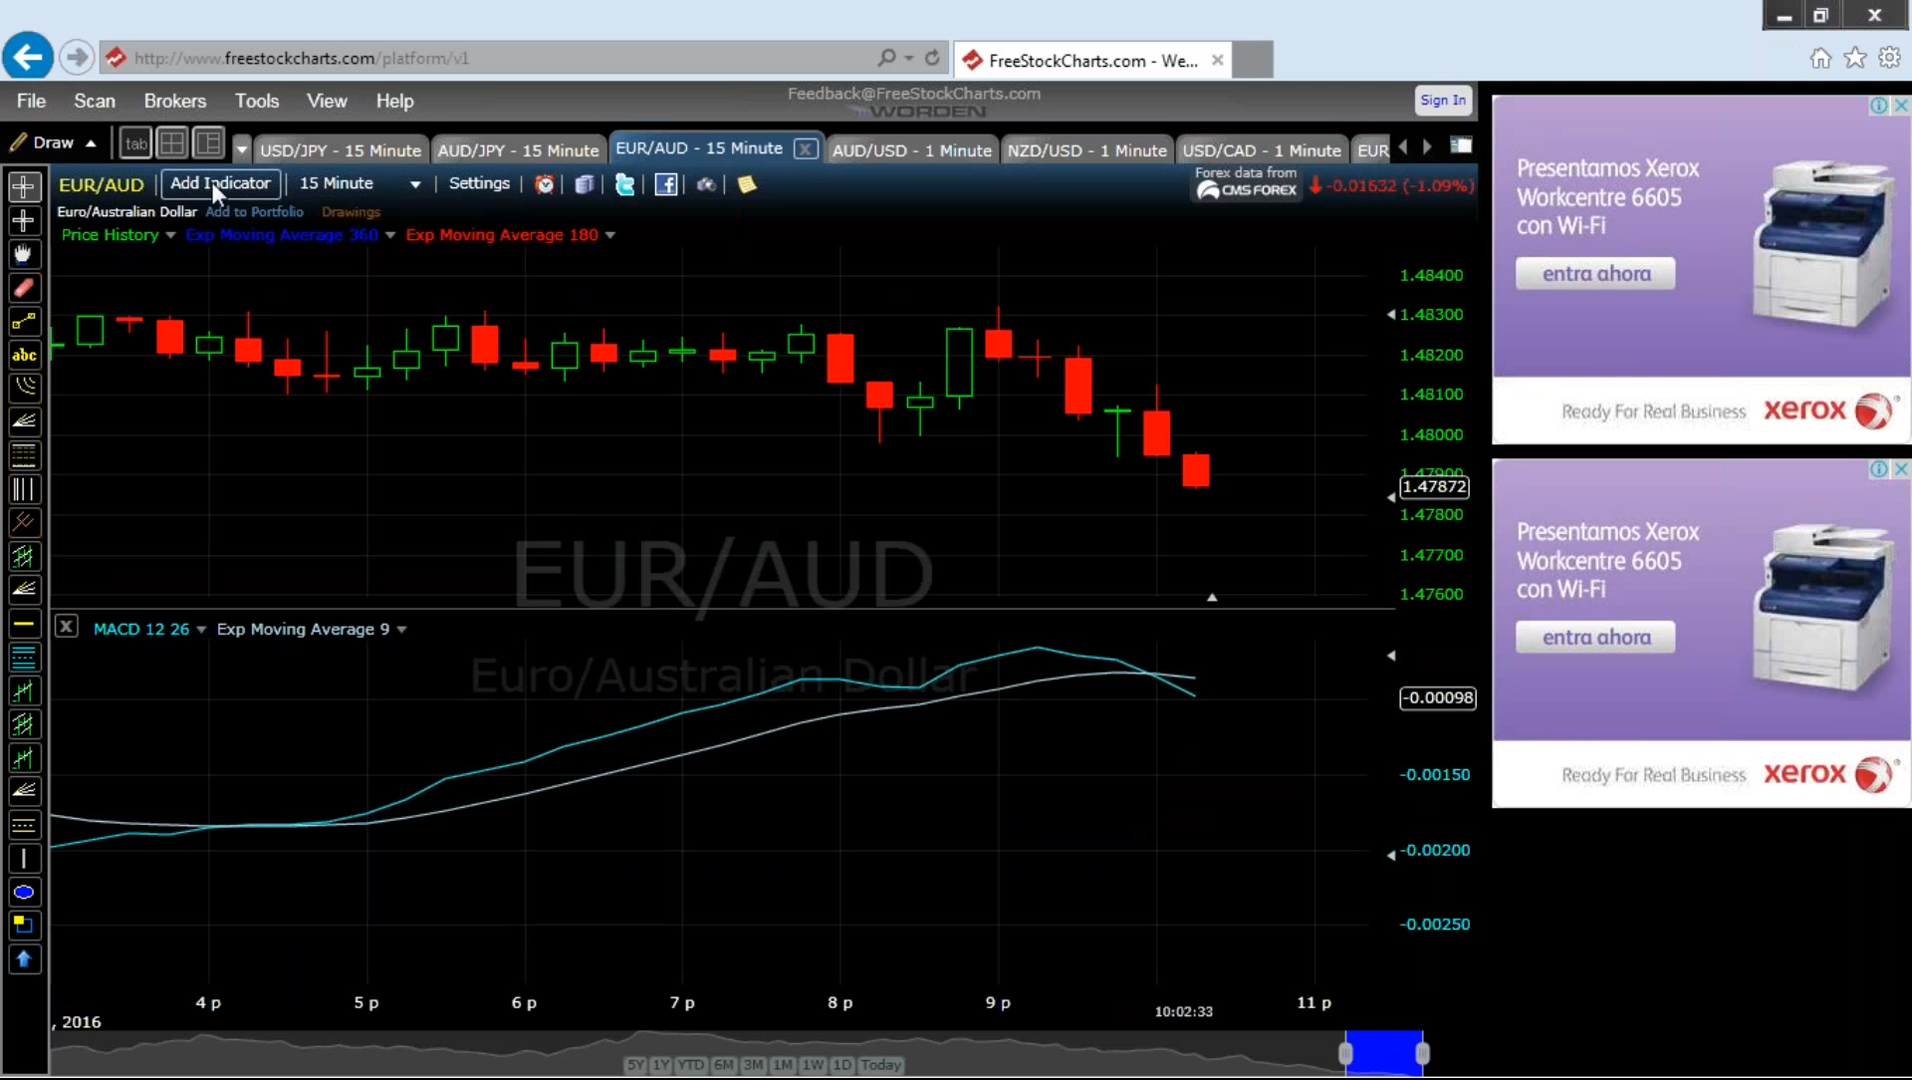 http://www.freestockcharts.com/platform/v1
FreeStockCharts.com - We...
File Scan Brokers Tools View Help
Feedback@FreeStockCharts.com
WORDEN
Sign In
Draw
tab
USD/JPY - 15 Minute
AUD/JPY - 15 Minute
EUR/AUD - 15 Minute
AUD/USD - 1 Minute
NZD/USD - 1 Minute
USD/CAD - 1 Minute
EUR
EUR/AUD
Add Indicator
15 Minute
Settings
Forex data from
CMS FOREX
-0.01632 (-1.09%)
Euro/Australian Dollar Add to Portfolio Drawings
Price History Exp Moving Average 360 Exp Moving Average 180
abc
1.48400
1.48300
1.48200
1.48100
1.48000
1.47900
1.47872
1.47800
1.47700
1.47600
EUR/AUD
Euro/Australian Dollar
MACD 12 26 Exp Moving Average 9
-0.00098
-0.00150
-0.00200
-0.00250
4 p 5 p 6 p 7 p 8 p 9 p 10:02:33 11 p
, 2016
5Y 1Y YTD 6M 3M 1M 1W 1D Today
Presentamos Xerox
Workcentre 6605
con Wi-Fi
entra ahora
Ready For Real Business xerox
Presentamos Xerox
Workcentre 6605
con Wi-Fi
entra ahora
Ready For Real Business xerox